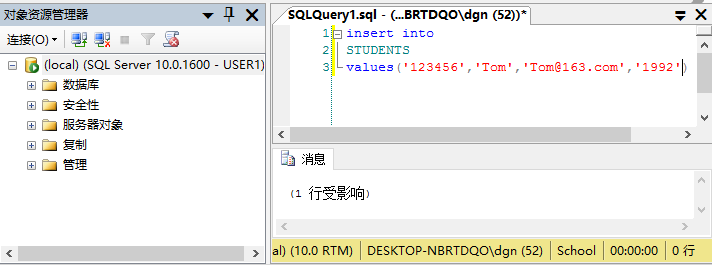 对象资源管理器
连接(O)
(local) (SQL Server 10.0.1600 - USER1)
数据库
安全性
服务器对象
复制
管理
SQLQuery1.sql - (...BRTDQO\dgn (52))*
1 insert into
2 STUDENTS
3 values('123456','Tom','Tom@163.com','1992')
消息
(1 行受影响)
al) (10.0 RTM) DESKTOP-NBRTDQO\dgn (52) School 00:00:00 0 行